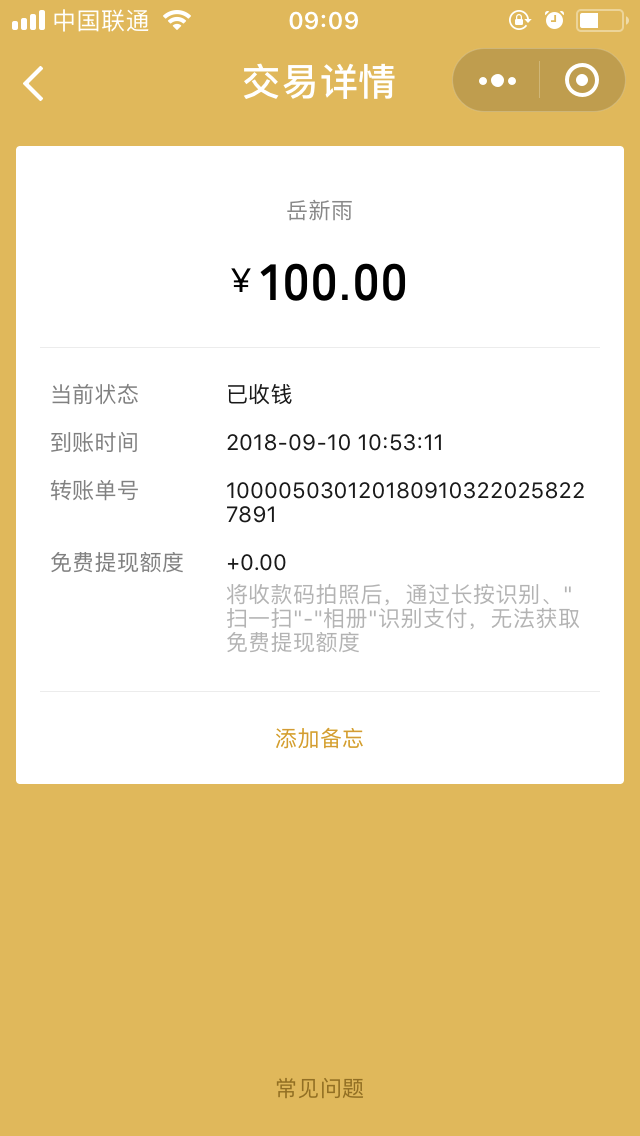 中国联通
09:09
交易详情
岳新雨
¥100.00
当前状态 已收钱
到账时间 2018-09-10 10:53:11
转账单号 100005030120180910322025822
7891
免费提现额度 +0.00
将收款码拍照后，通过长按识别、"
扫一扫"-"相册"识别支付，无法获取
免费提现额度
添加备忘
常见问题